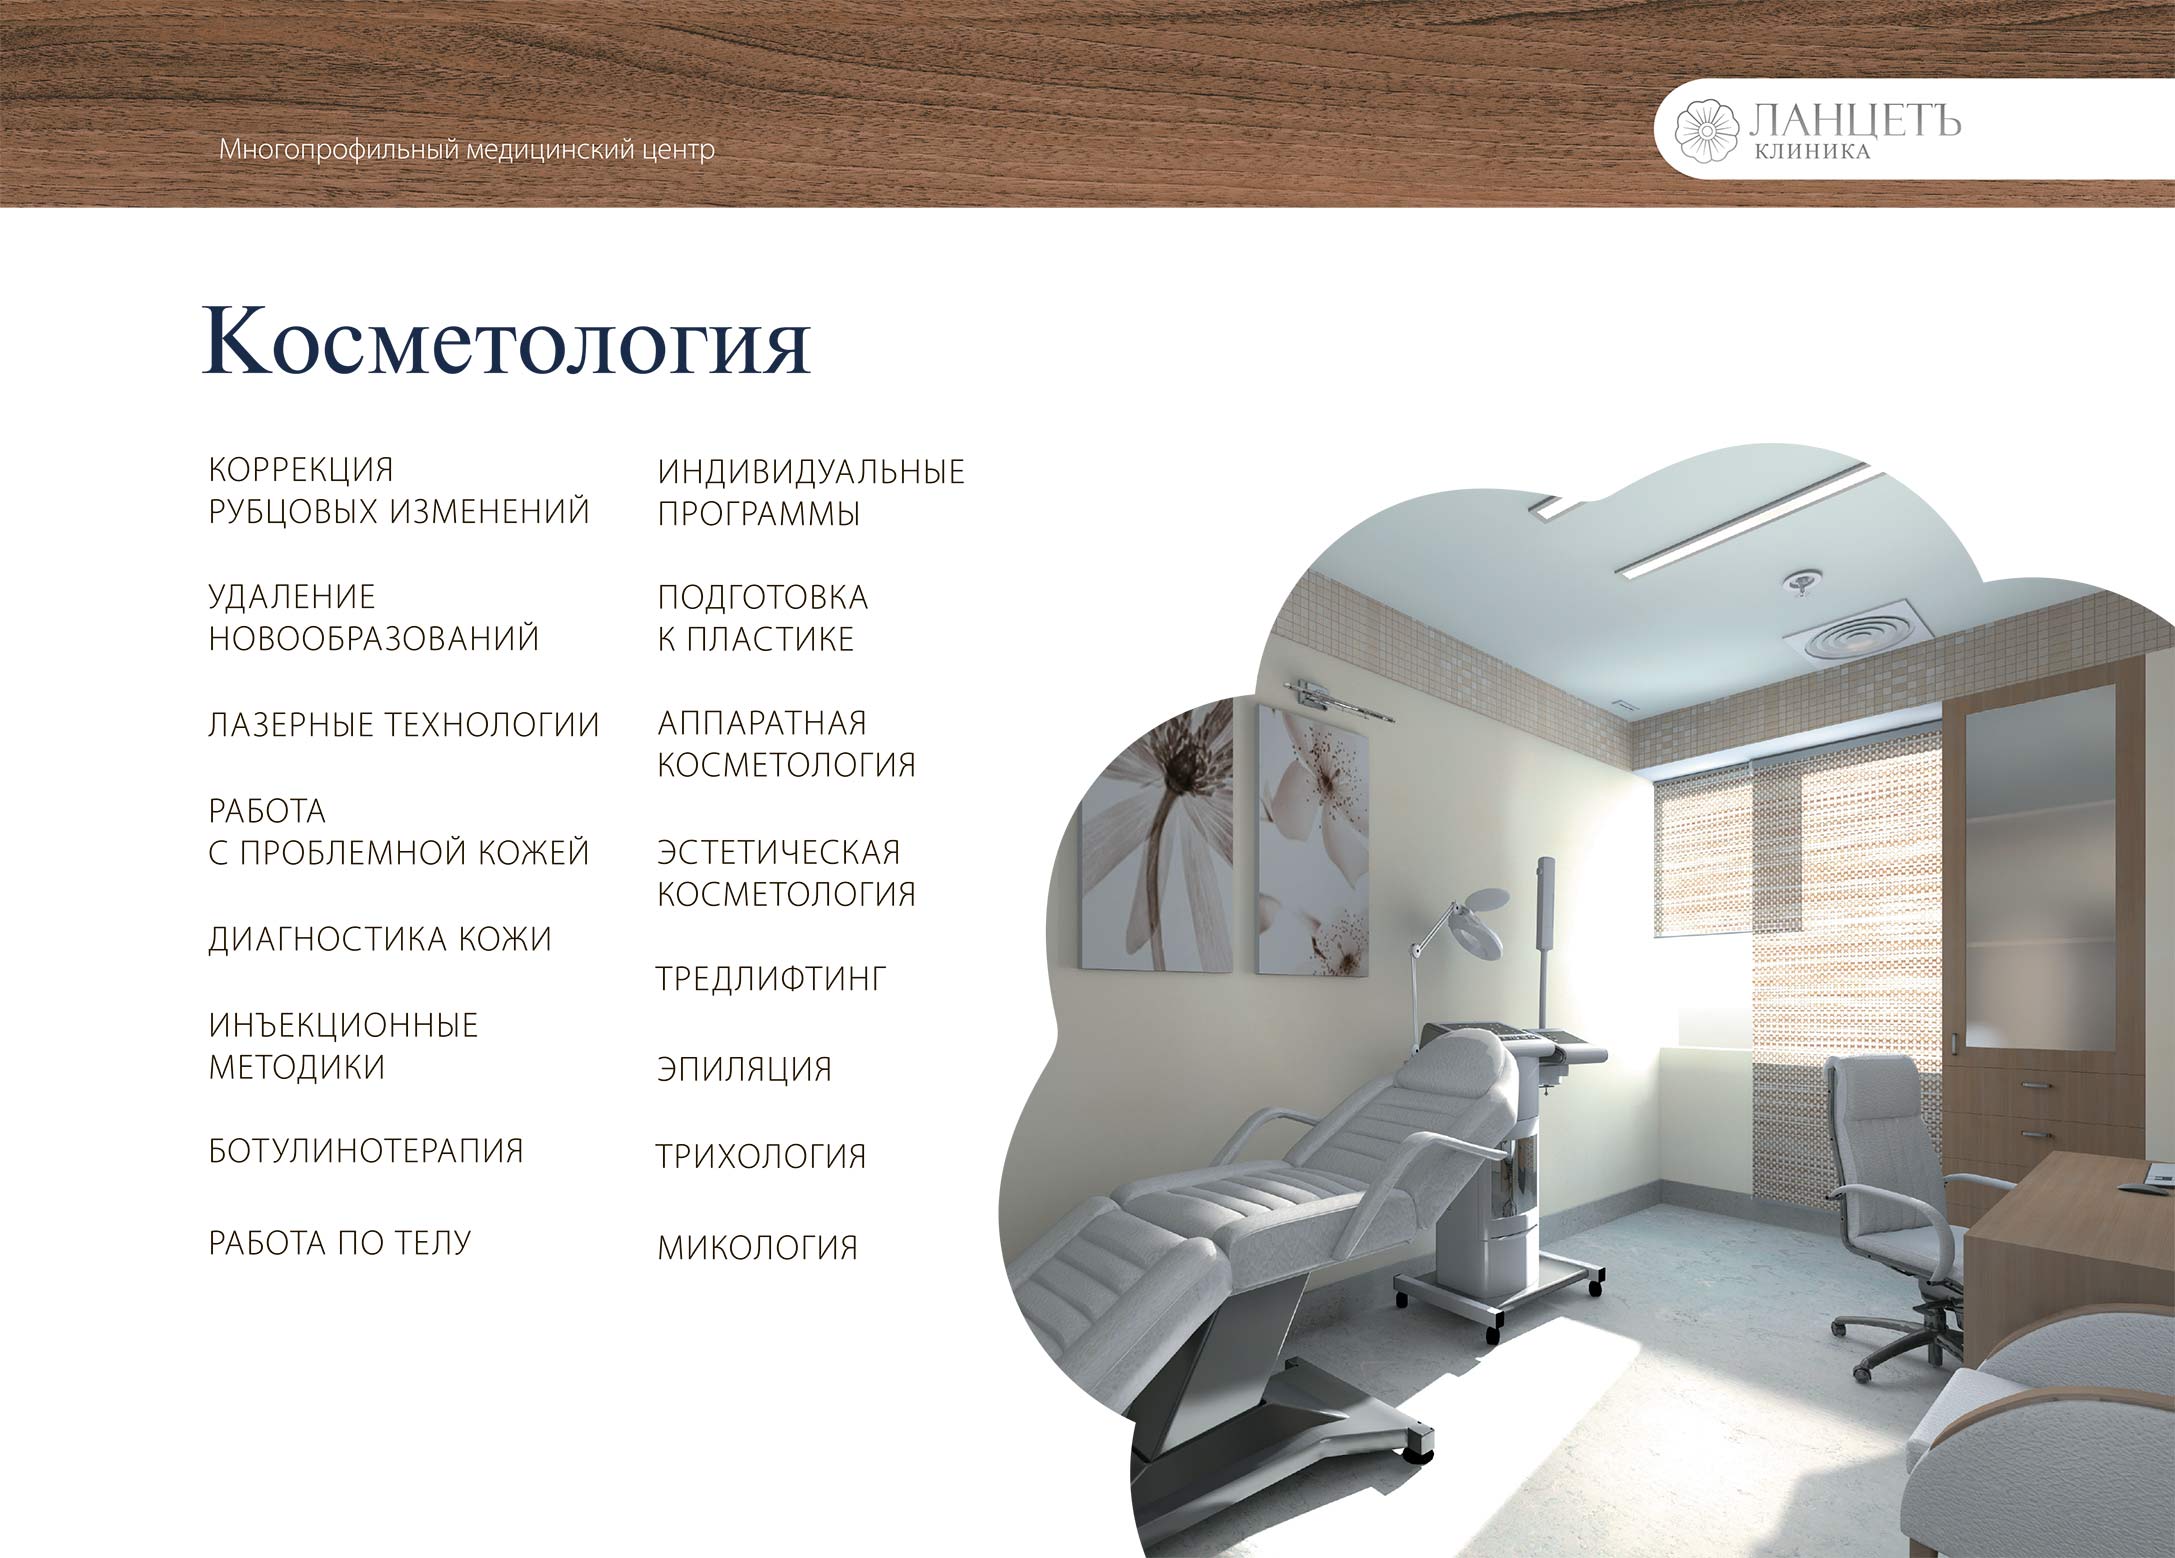 Многопрофильный медицинский центр
ЛАНЦЕТЪ
КЛИНИКА
Косметология
КОРРЕКЦИЯ
РУБЦОВЫХ ИЗМЕНЕНИЙ
УДАЛЕНИЕ
НОВООБРАЗОВАНИЙ
ЛАЗЕРНЫЕ ТЕХНОЛОГИИ
РАБОТА
С ПРОБЛЕМНОЙ КОЖЕЙ
ДИАГНОСТИКА КОЖИ
ИНЪЕКЦИОННЫЕ
МЕТОДИКИ
БОТУЛИНОТЕРАПИЯ
РАБОТА ПО ТЕЛУ
ИНДИВИДУАЛЬНЫЕ
ПРОГРАММЫ
ПОДГОТОВКА
К ПЛАСТИКЕ
АППАРАТНАЯ
КОСМЕТОЛОГИЯ
ЭСТЕТИЧЕСКАЯ
КОСМЕТОЛОГИЯ
ТРЕДЛИФТИНГ
ЭПИЛЯЦИЯ
ТРИХОЛОГИЯ
МИКОЛОГИЯ